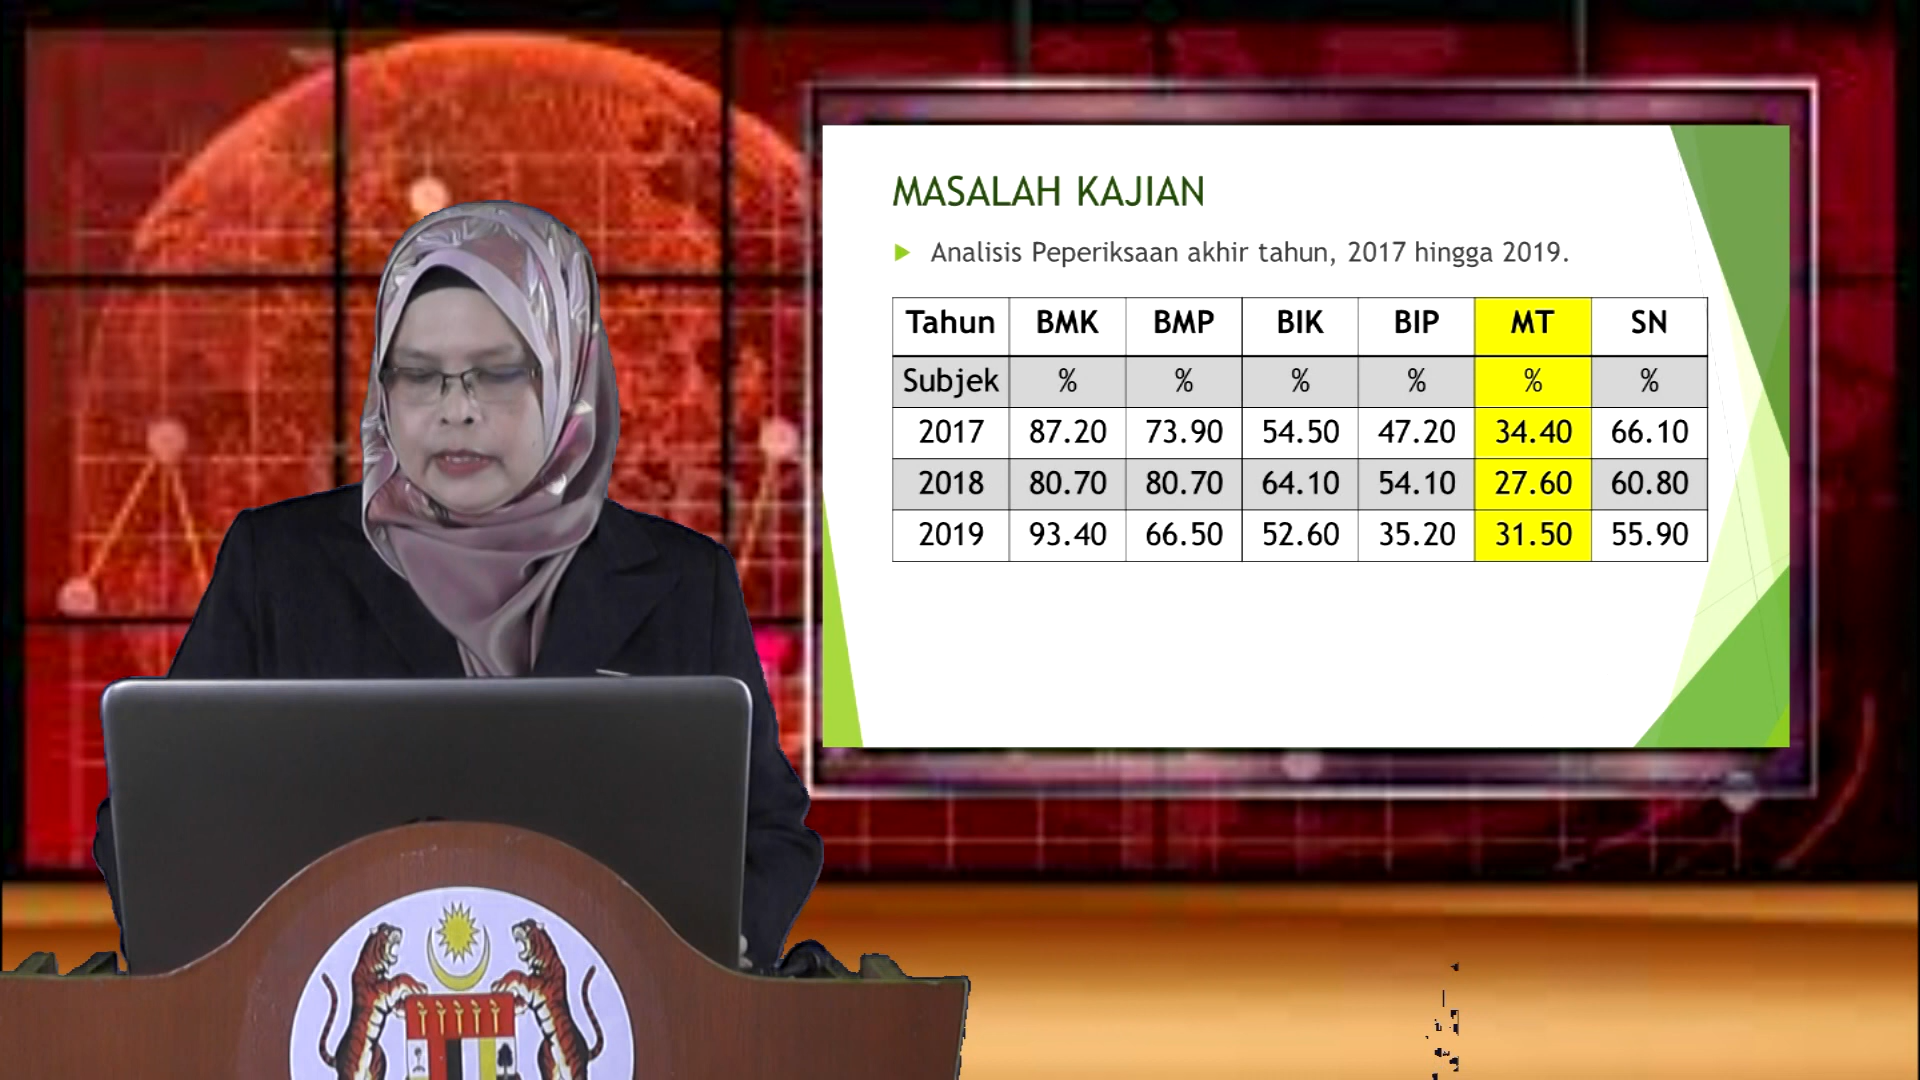 MASALAH KAJIAN
Analisis Peperiksaan akhir tahun, 2017 hingga 2019.
Tahun BMK BMP BIK BIP MT SN
Subjek % % % % % %
2017 87.20 73.90 54.50 47.20 34.40 66.10
2018 80.70 80.70 64.10 54.10 27.60 60.80
2019 93.40 66.50 52.60 35.20 31.50 55.90